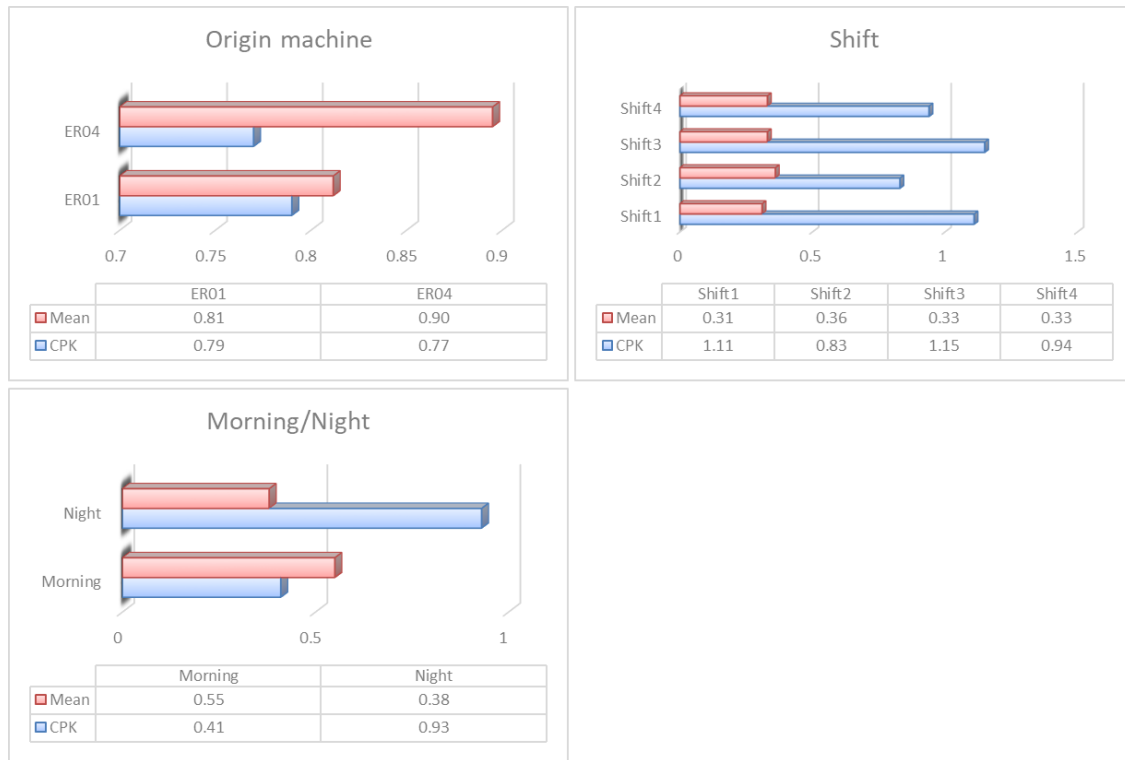 Origin machine
ER04
ER01
0.7 0.75 0.8 0.85 0.9
ER01 ER04
Mean 0.81 0.90
CPK 0.79 0.77
Shift
Shift4
Shift3
Shift2
Shift1
0 0.5 1 1.5
Shift1 Shift2 Shift3 Shift4
Mean 0.31 0.36 0.33 0.33
CPK 1.11 0.83 1.15 0.94
Morning/Night
Night
Morning
0 0.5 1
Morning Night
Mean 0.55 0.38
CPK 0.41 0.93